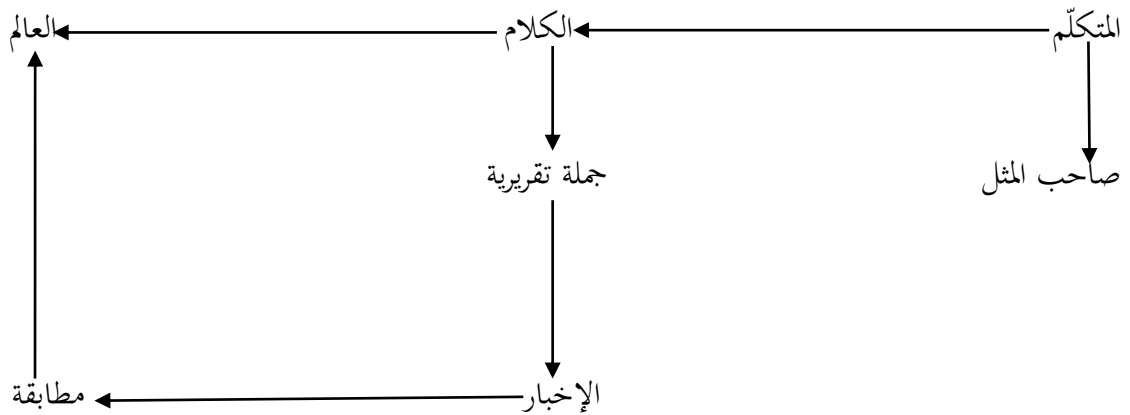 المتكلّم الكلام العالم
صاحب المثل جملة تقريرية
الإخبار مطابقة